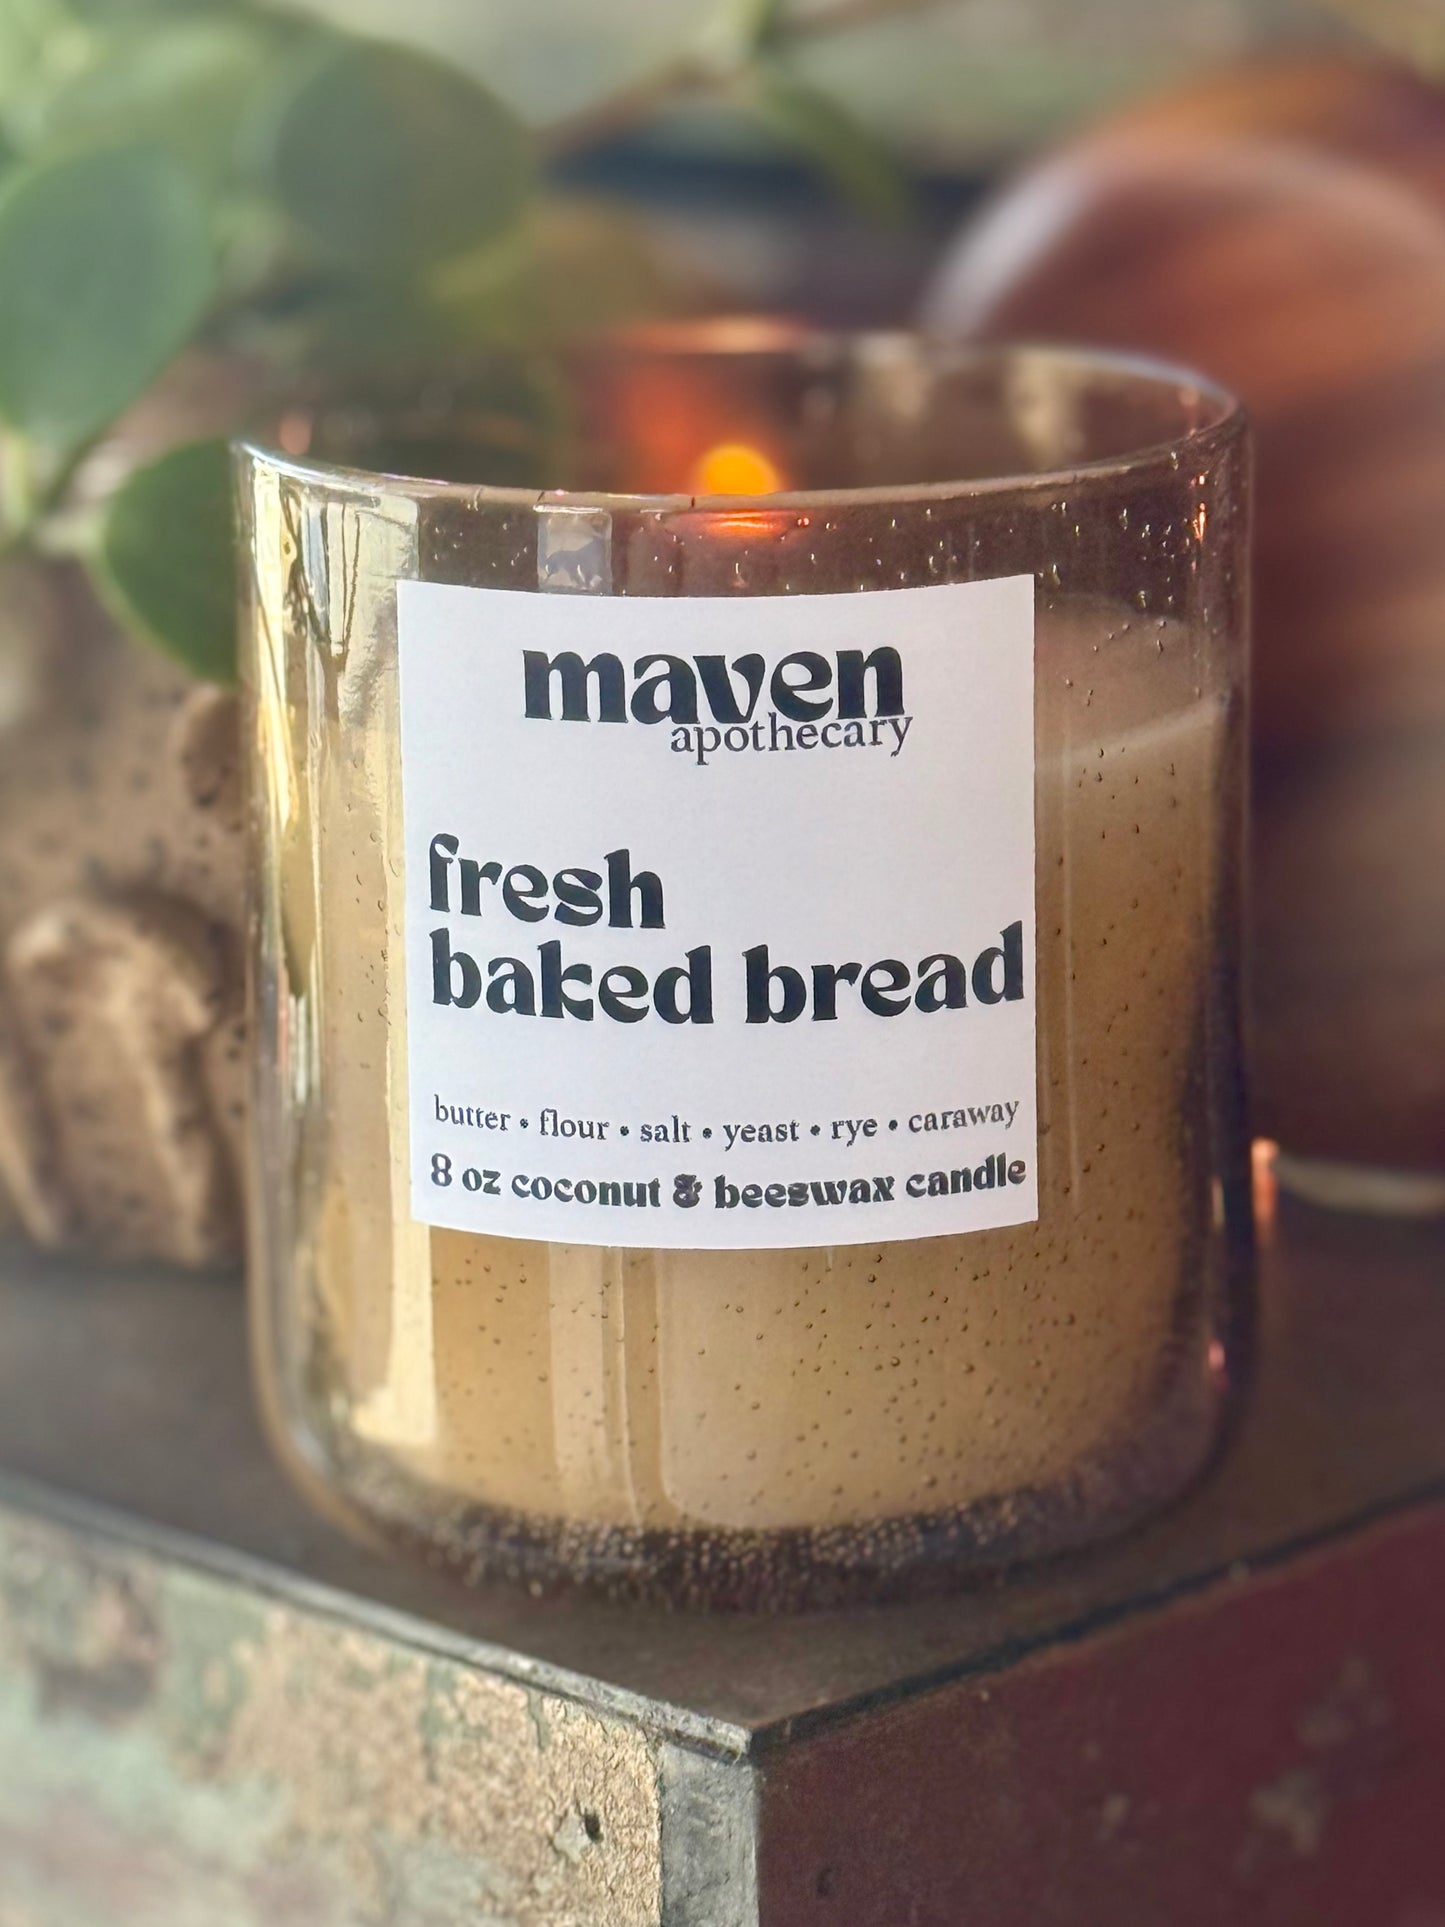 maven
apothecary
fresh
baked bread
butter • flour • salt • yeast • rye • caraway
8 oz coconut & beeswax candle